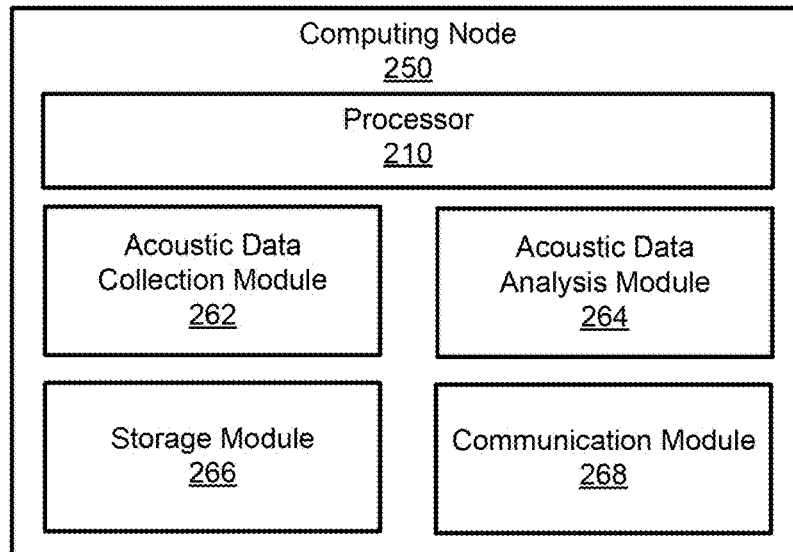 Computing Node
250
Processor
210
Acoustic Data
Collection Module
262
Acoustic Data
Analysis Module
264
Storage Module
266
Communication Module
268